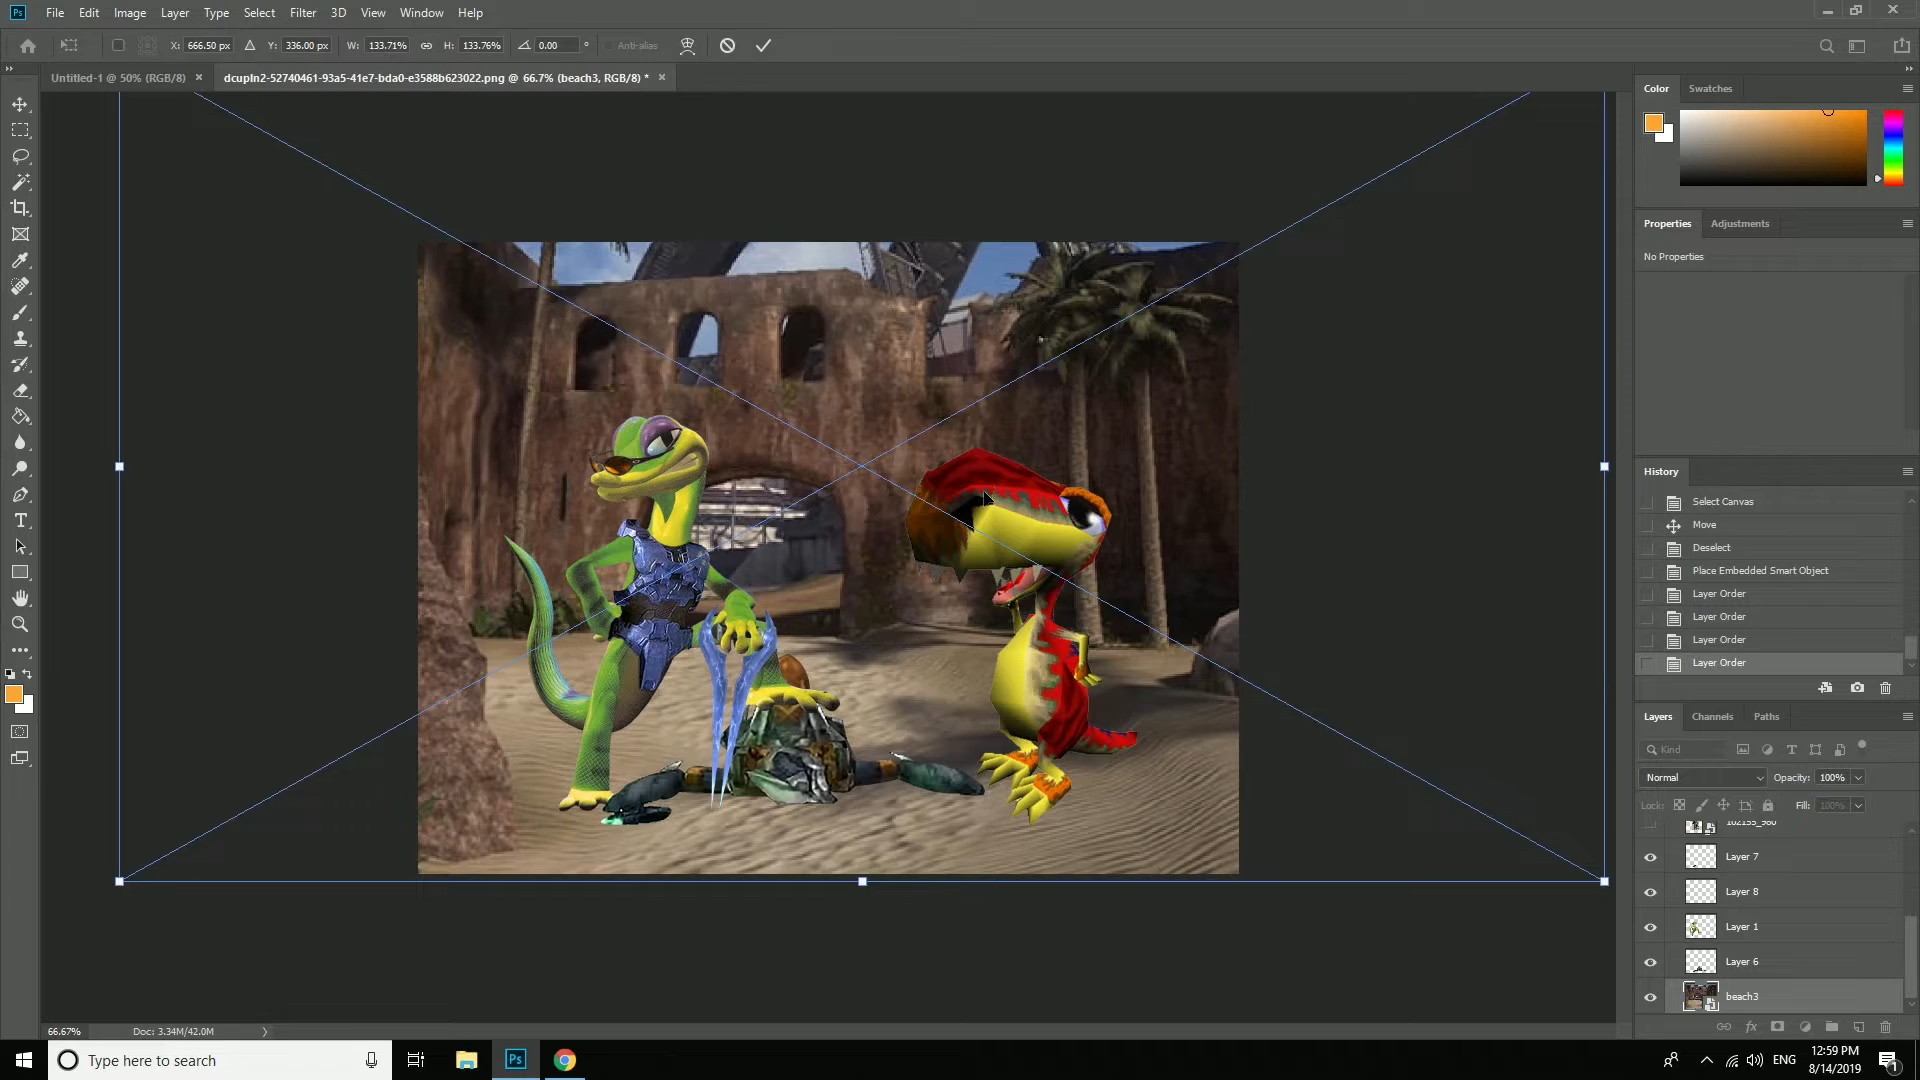 Ps File Edit Image Layer Type Select Filter 3D View Window Help
X: 666.50 px Y: 336.00 px W: 133.71% H: 133.76% 0.00 ° Anti-alias
Untitled-1 @ 50% (RGB/8) × dcupln2-52740461-93a5-41e7-bda0-e3588b623022.png @ 66.7% (beach3, RGB/8) * ×
Color Swatches
Properties Adjustments
No Properties
History
Select Canvas
Move
Deselect
Place Embedded Smart Object
Layer Order
Layer Order
Layer Order
Layer Order
Layers Channels Paths
Kind
Normal Opacity: 100%
Lock: Fill: 100%
102155_980
Layer 7
Layer 8
Layer 1
Layer 6
beach3
fx
66.67% Doc: 3.34M/42.0M
Type here to search
Ps
ENG
12:59 PM
8/14/2019
1